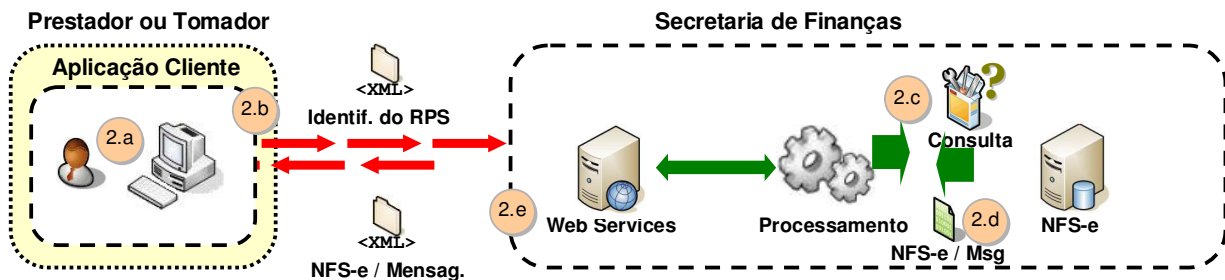 Prestador ou Tomador
Secretaria de Finanças
Aplicação Cliente
<XML>
Identif. do RPS
2.a
2.b
2.c
?
Consulta
2.e
Web Services
Processamento
2.d
NFS-e / Msg
NFS-e
<XML>
NFS-e / Mensag.